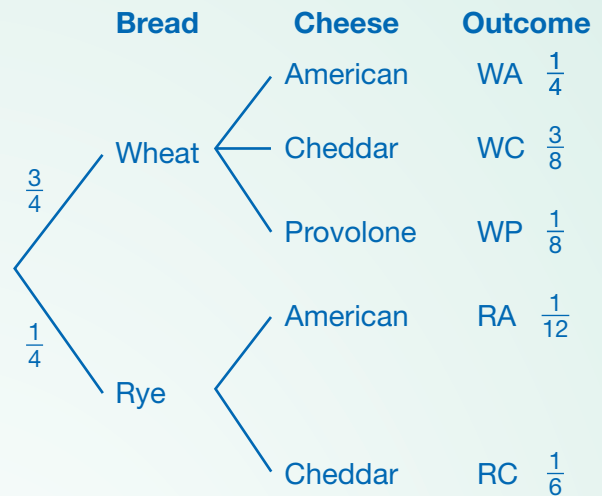 Bread Cheese Outcome
American WA 1/4
Wheat Cheddar WC 3/8
3/4
Provolone WP 1/8
American RA 1/12
1/4
Rye
Cheddar RC 1/6